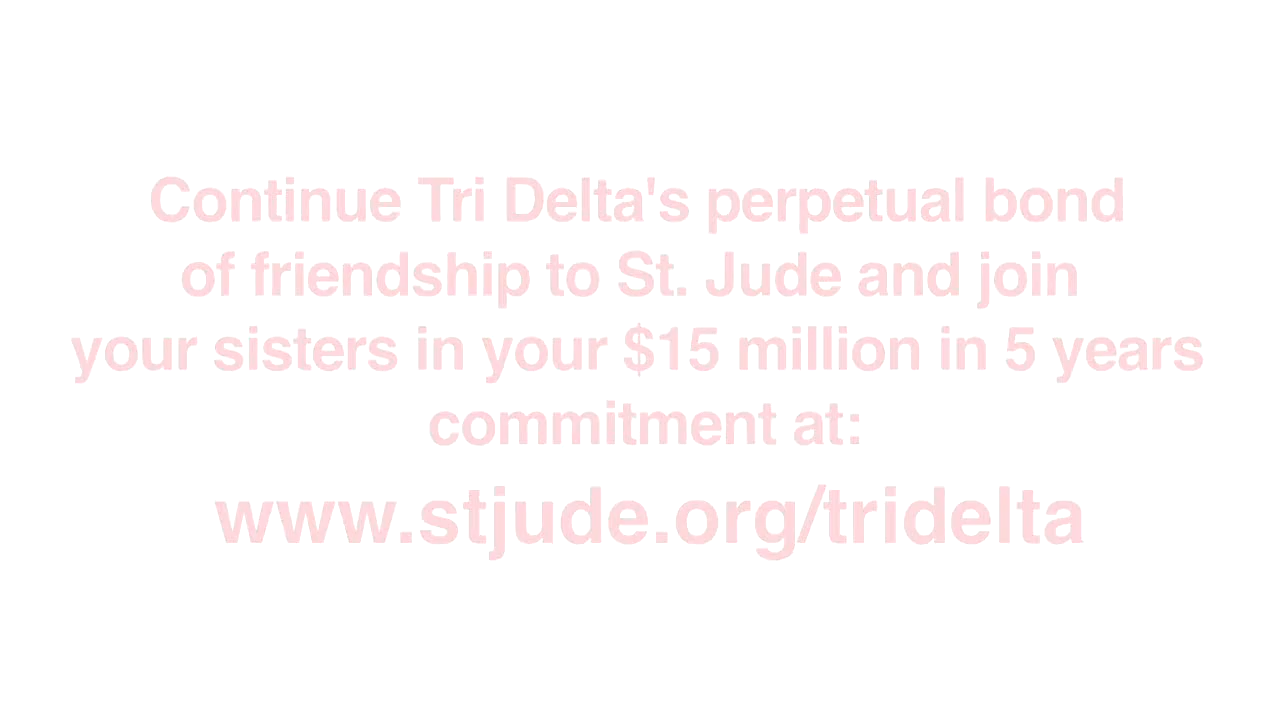 Continue Tri Delta's perpetual bond
of friendship to St. Jude and join
your sisters in your $15 million in 5 years
commitment at:
www.stjude.org/tridelta